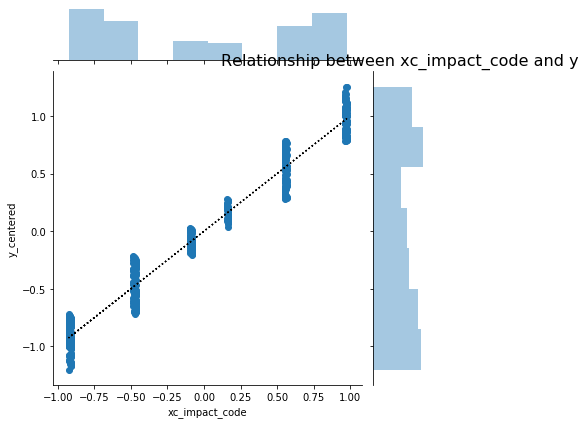 Relationship between xc_impact_code and y
1.0
0.5
0.0
−0.5
−1.0
y_centered
−1.00 −0.75 −0.50 −0.25 0.00 0.25 0.50 0.75 1.00
xc_impact_code